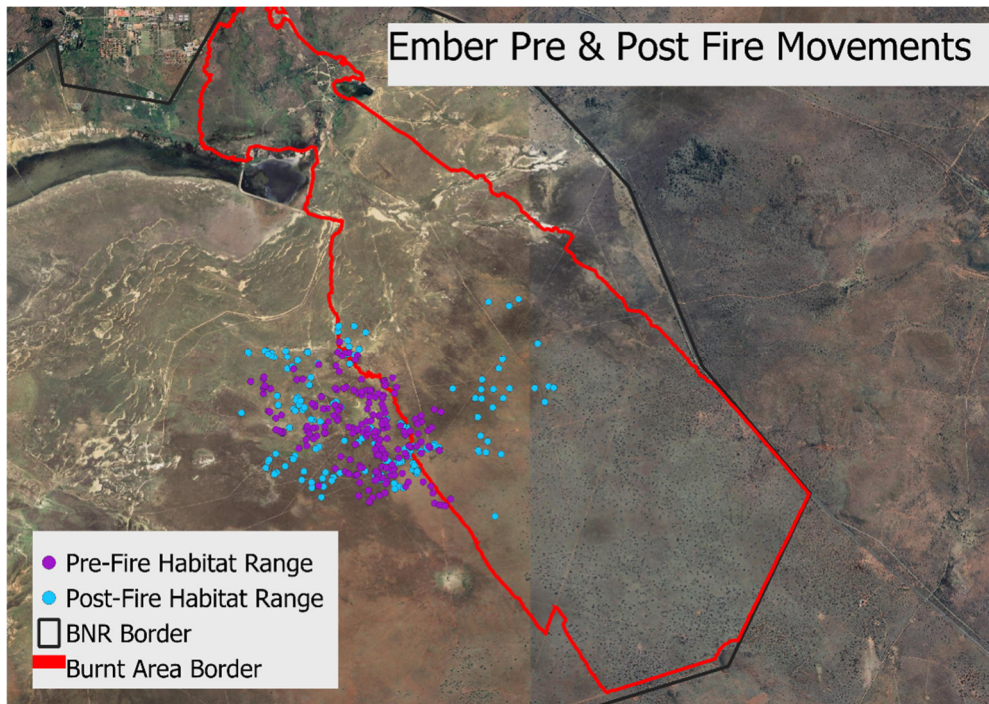 Ember Pre & Post Fire Movements
Pre-Fire Habitat Range
Post-Fire Habitat Range
BNR Border
Burnt Area Border